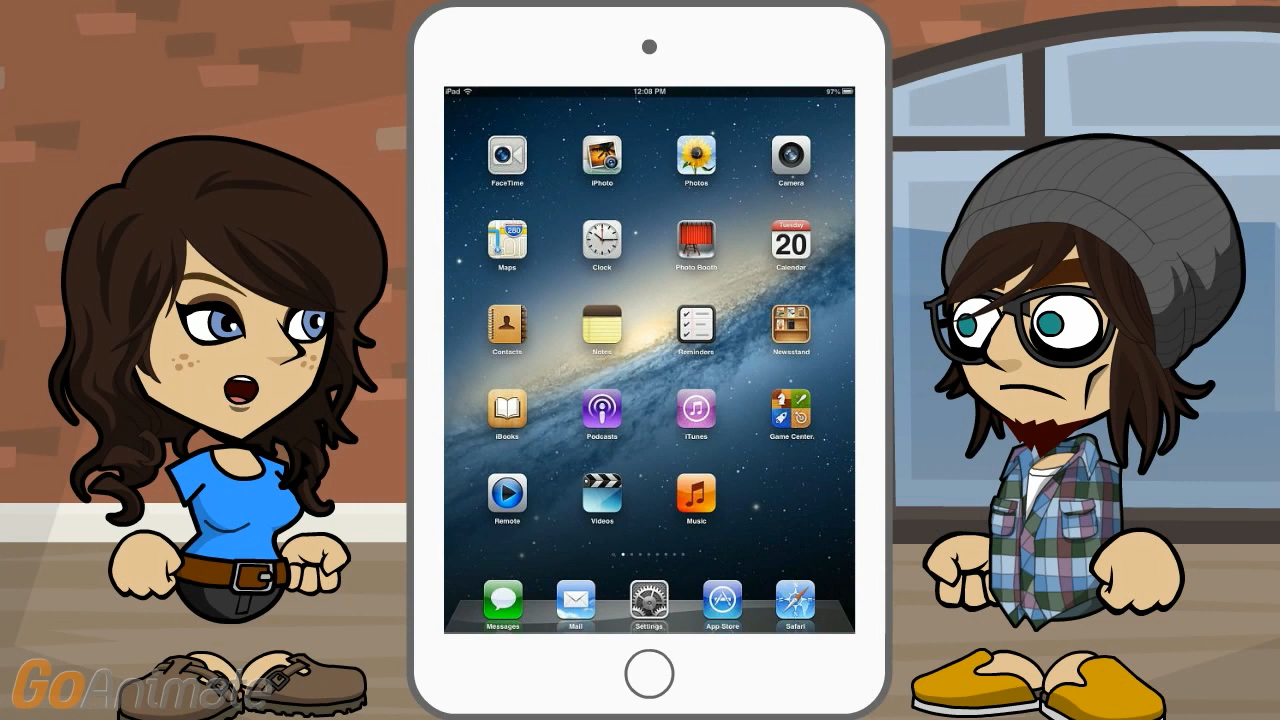 iPad 12:08 PM 97%
FaceTime iPhoto Photos Camera
280 Tuesday
20
Maps Clock Photo Booth Calendar
Contacts Notes Reminders Newsstand
iBooks Podcasts iTunes Game Center
Remote Videos Music
Messages Mail Settings App Store Safari
GoAnimate